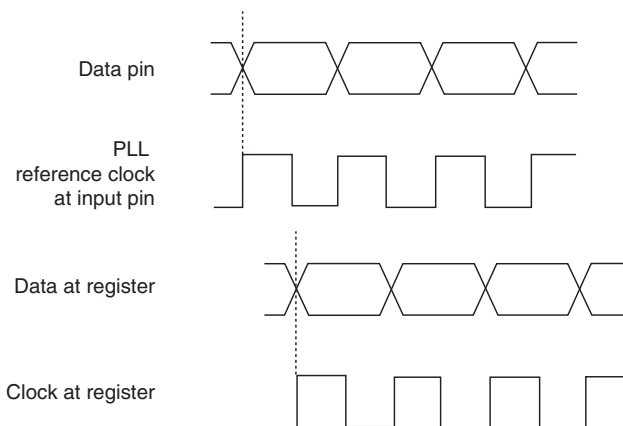 Data pin
PLL
reference clock
at input pin
Data at register
Clock at register